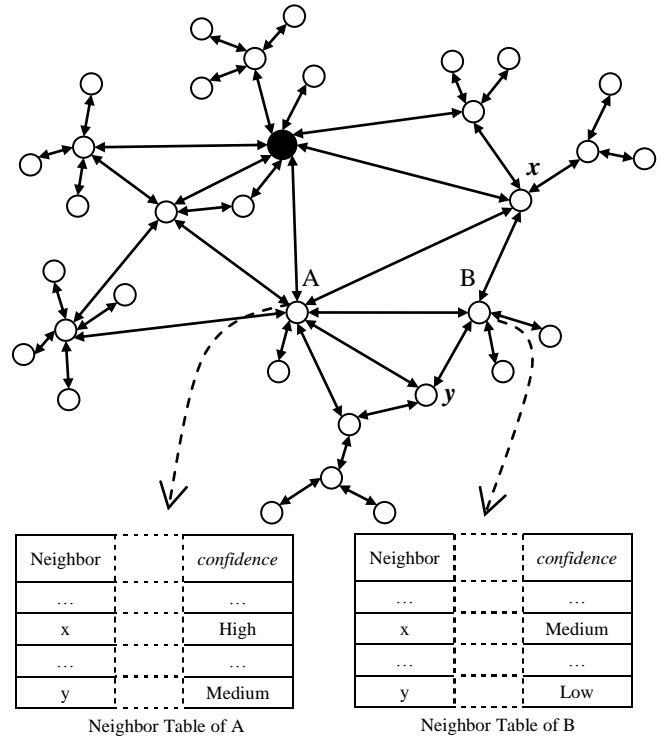 x
A
B
y
Neighbor confidence
… …
x High
… …
y Medium
Neighbor Table of A
Neighbor confidence
… …
x Medium
… …
y Low
Neighbor Table of B